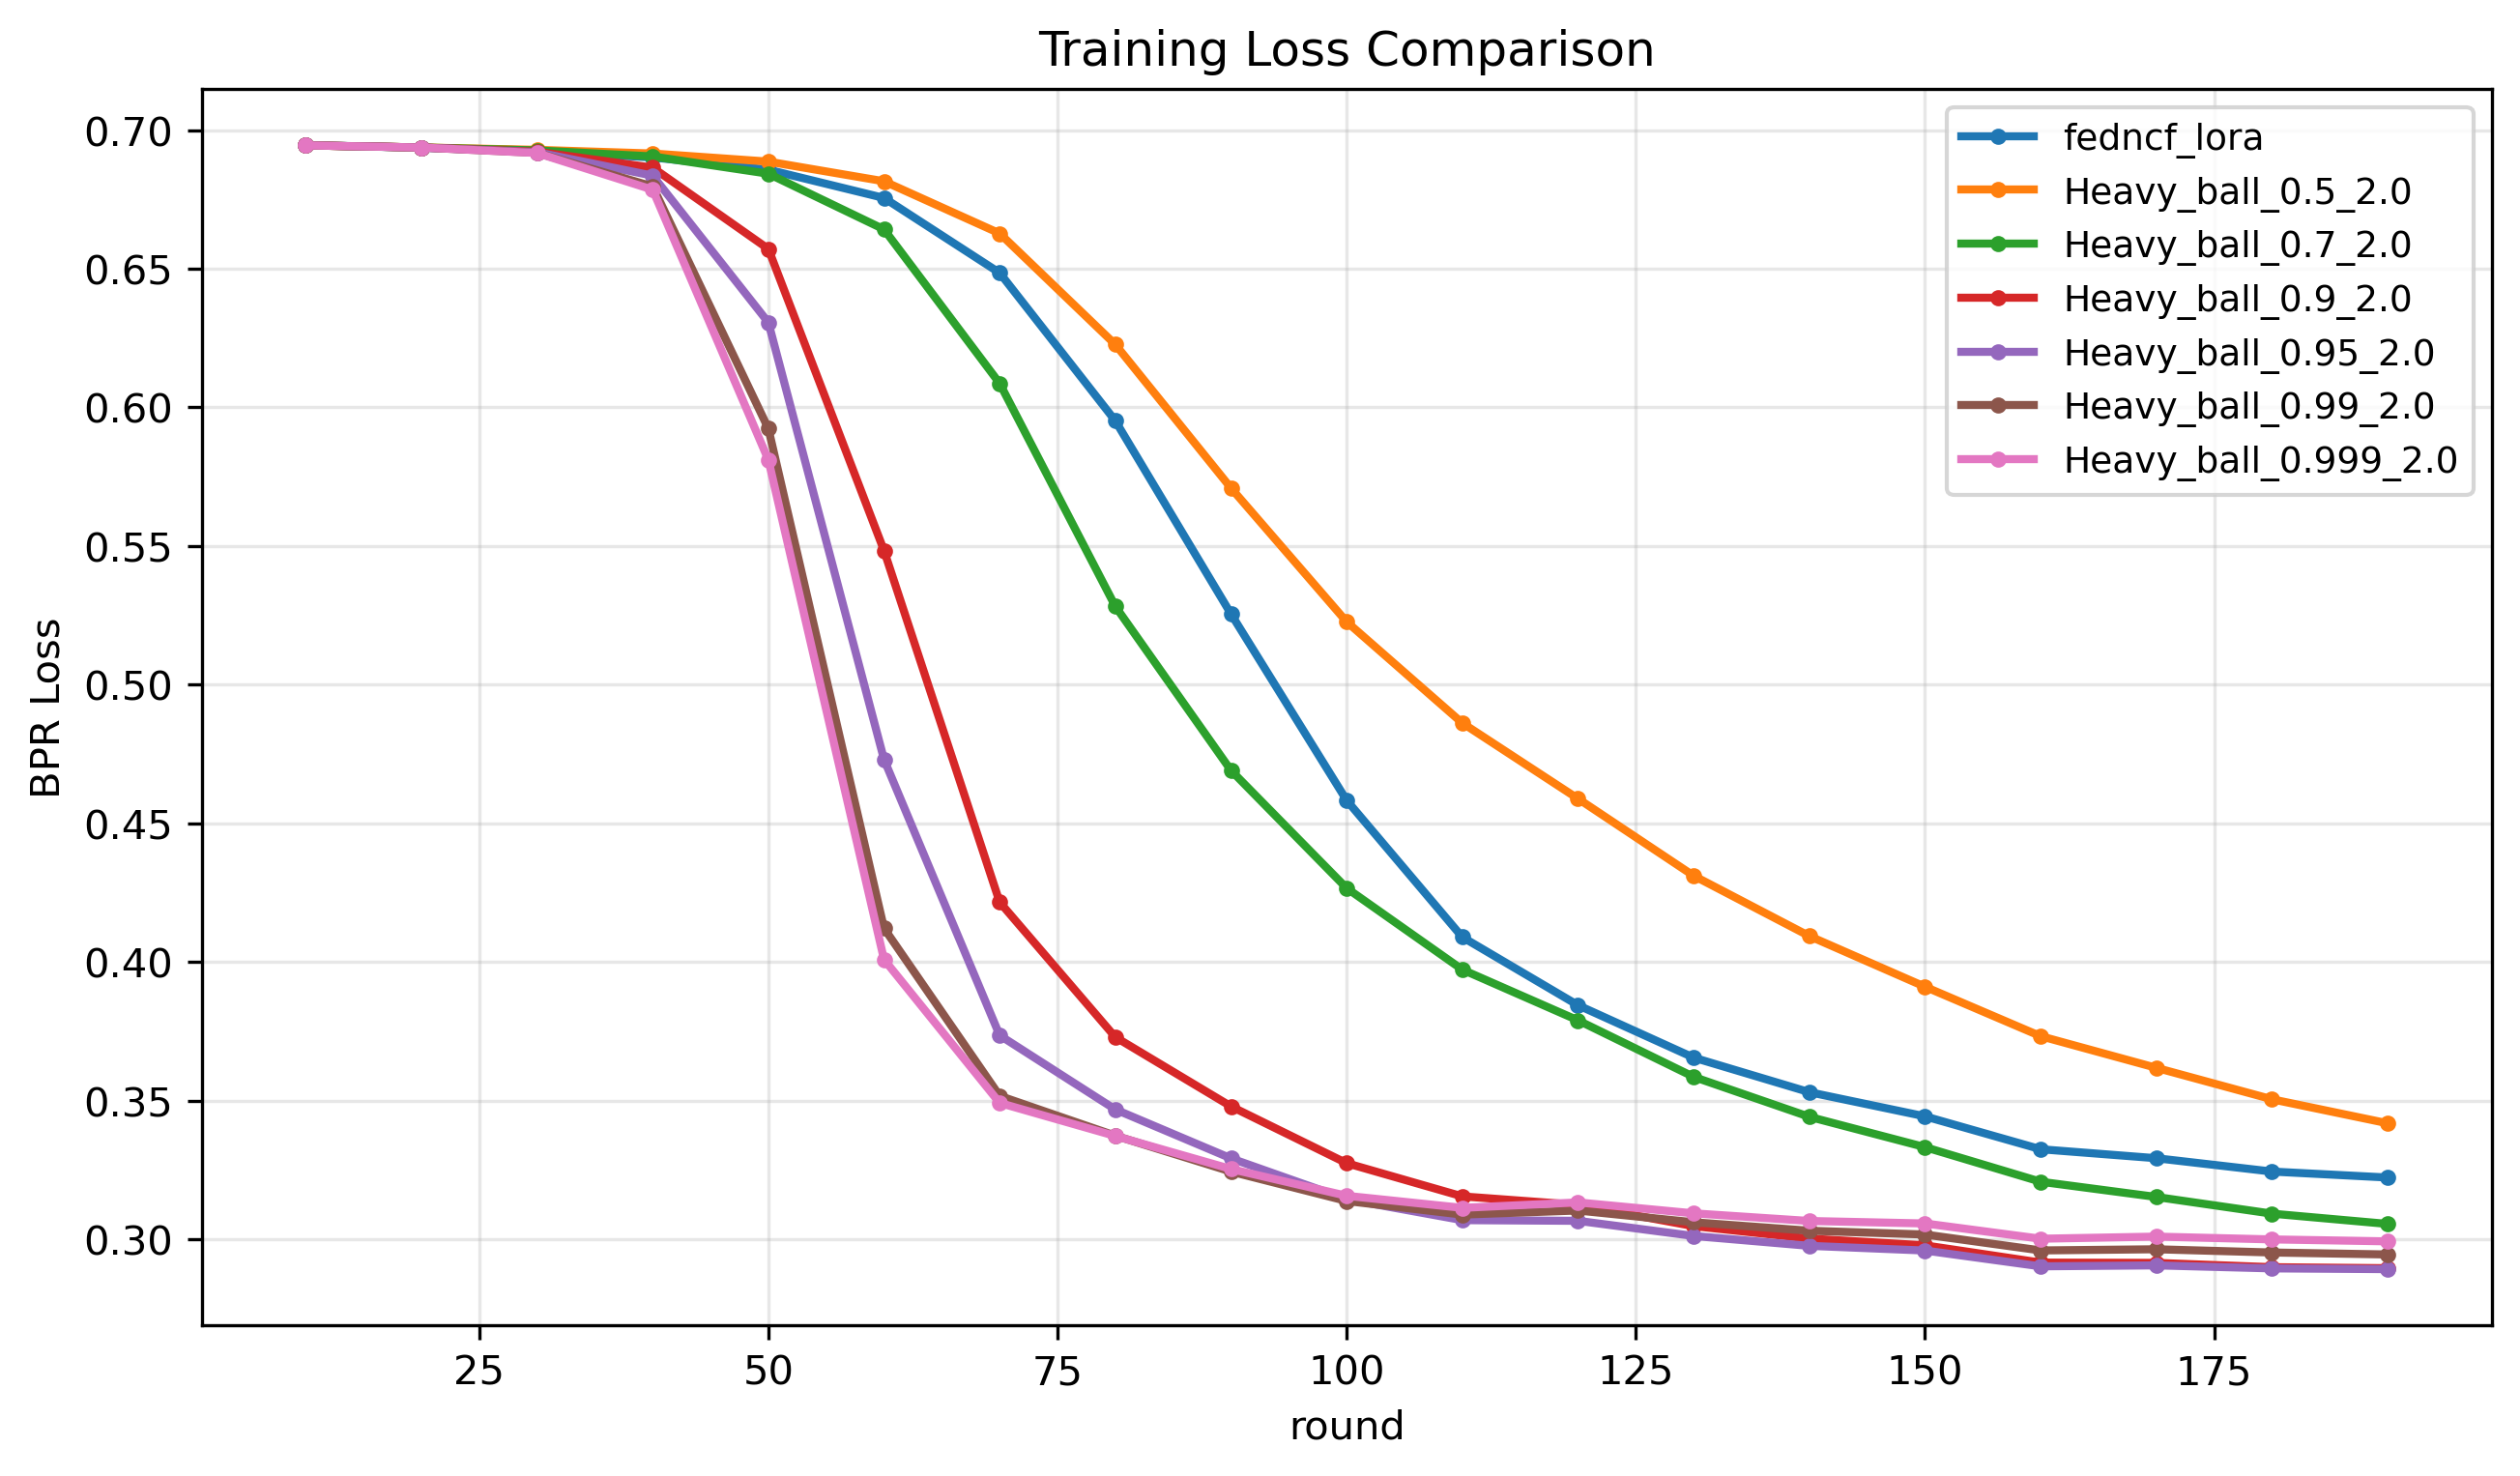 Training Loss Comparison
BPR Loss
0.70
0.65
0.60
0.55
0.50
0.45
0.40
0.35
0.30
fedncf_lora
Heavy_ball_0.5_2.0
Heavy_ball_0.7_2.0
Heavy_ball_0.9_2.0
Heavy_ball_0.95_2.0
Heavy_ball_0.99_2.0
Heavy_ball_0.999_2.0
25 50 75 100 125 150 175
round